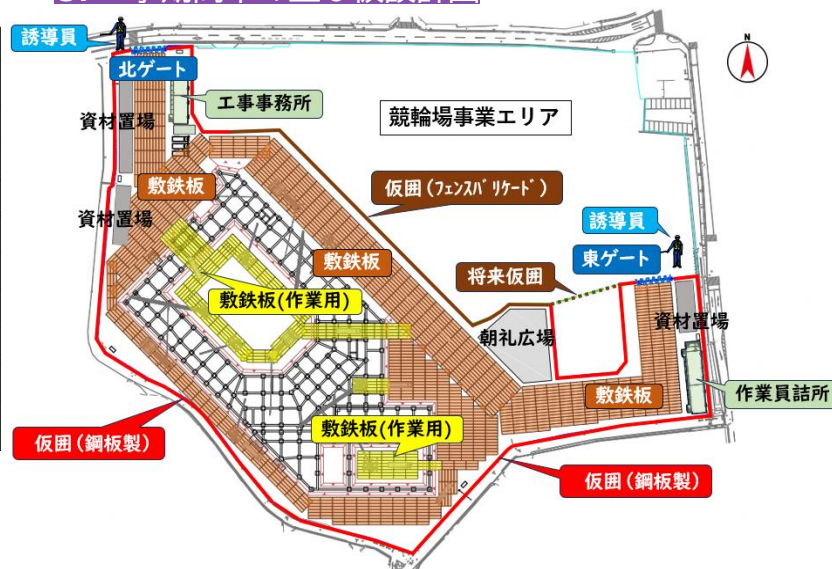 誘導員
北ゲート
N
工事事務所
資材置場
競輪場事業エリア
敷鉄板
仮囲(フェンスバリケード)
資材置場
誘導員
敷鉄板
東ゲート
将来仮囲
敷鉄板(作業用)
朝礼広場
資材置場
敷鉄板
作業員詰所
敷鉄板(作業用)
仮囲(鋼板製)
仮囲(鋼板製)